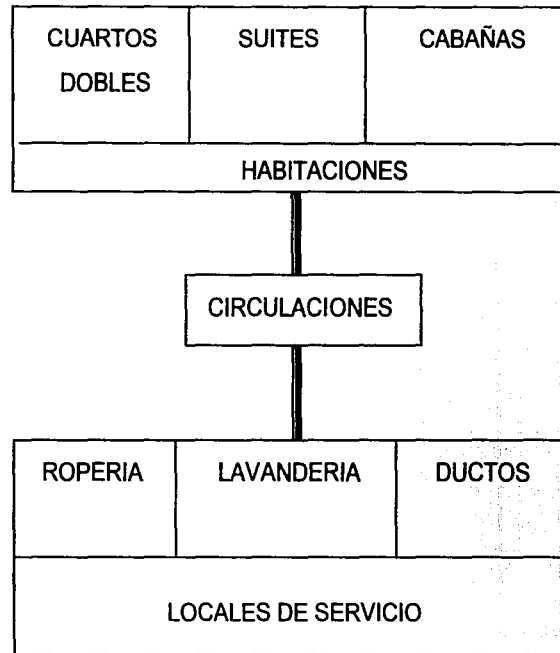 CUARTOS
DOBLES
SUITES
CABAÑAS
HABITACIONES
CIRCULACIONES
ROPERIA
LAVANDERIA
DUCTOS
LOCALES DE SERVICIO